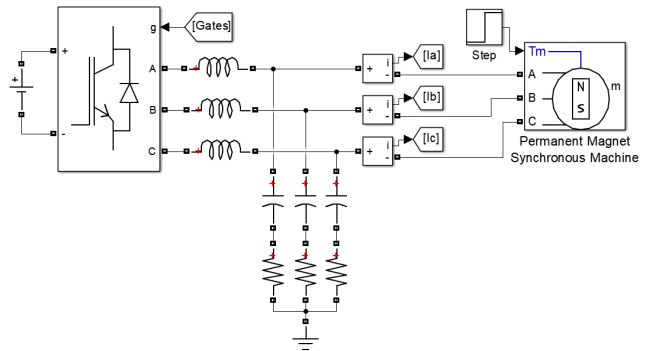 g
[Gates]
+
A
B
C
+
-
+
i
-
[Ia]
+
i
-
[Ib]
+
i
-
[Ic]
Step
Tm
A
B
C
N
S
m
Permanent Magnet
Synchronous Machine